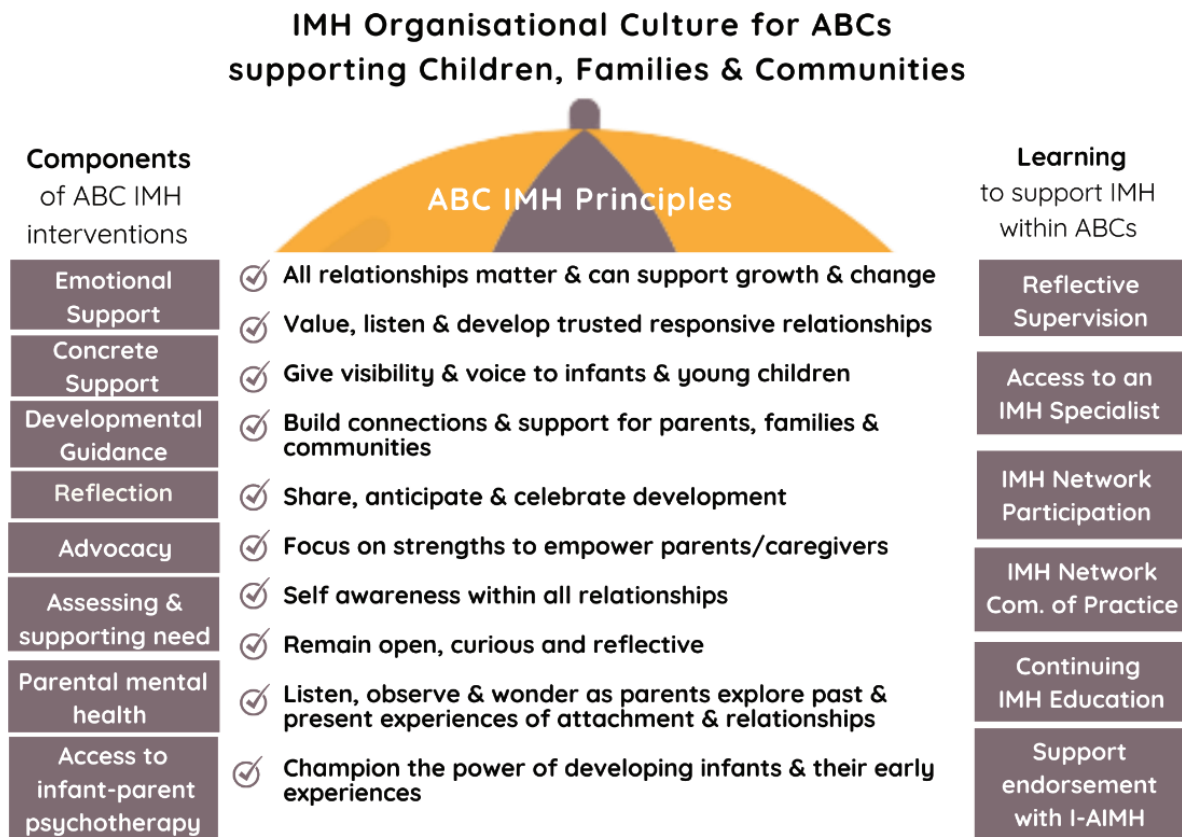 IMH Organisational Culture for ABCs
supporting Children, Families & Communities
Components
of ABC IMH
interventions
Emotional
Support
Concrete
Support
Developmental
Guidance
Reflection
Advocacy
Assessing &
supporting need
Parental mental
health
Access to
infant-parent
psychotherapy
ABC IMH Principles
All relationships matter & can support growth & change
Value, listen & develop trusted responsive relationships
Give visibility & voice to infants & young children
Build connections & support for parents, families &
communities
Share, anticipate & celebrate development
Focus on strengths to empower parents/caregivers
Self awareness within all relationships
Remain open, curious and reflective
Listen, observe & wonder as parents explore past &
present experiences of attachment & relationships
Champion the power of developing infants & their early
experiences
Learning
to support IMH
within ABCs
Reflective
Supervision
Access to an
IMH Specialist
IMH Network
Participation
IMH Network
Com. of Practice
Continuing
IMH Education
Support
endorsement
with I-AIMH